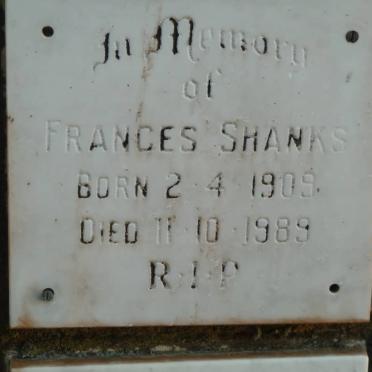 In Memory
of
FRANCES SHANKS
BORN 2·4·1909
DIED 11·10·1989
R·I·P